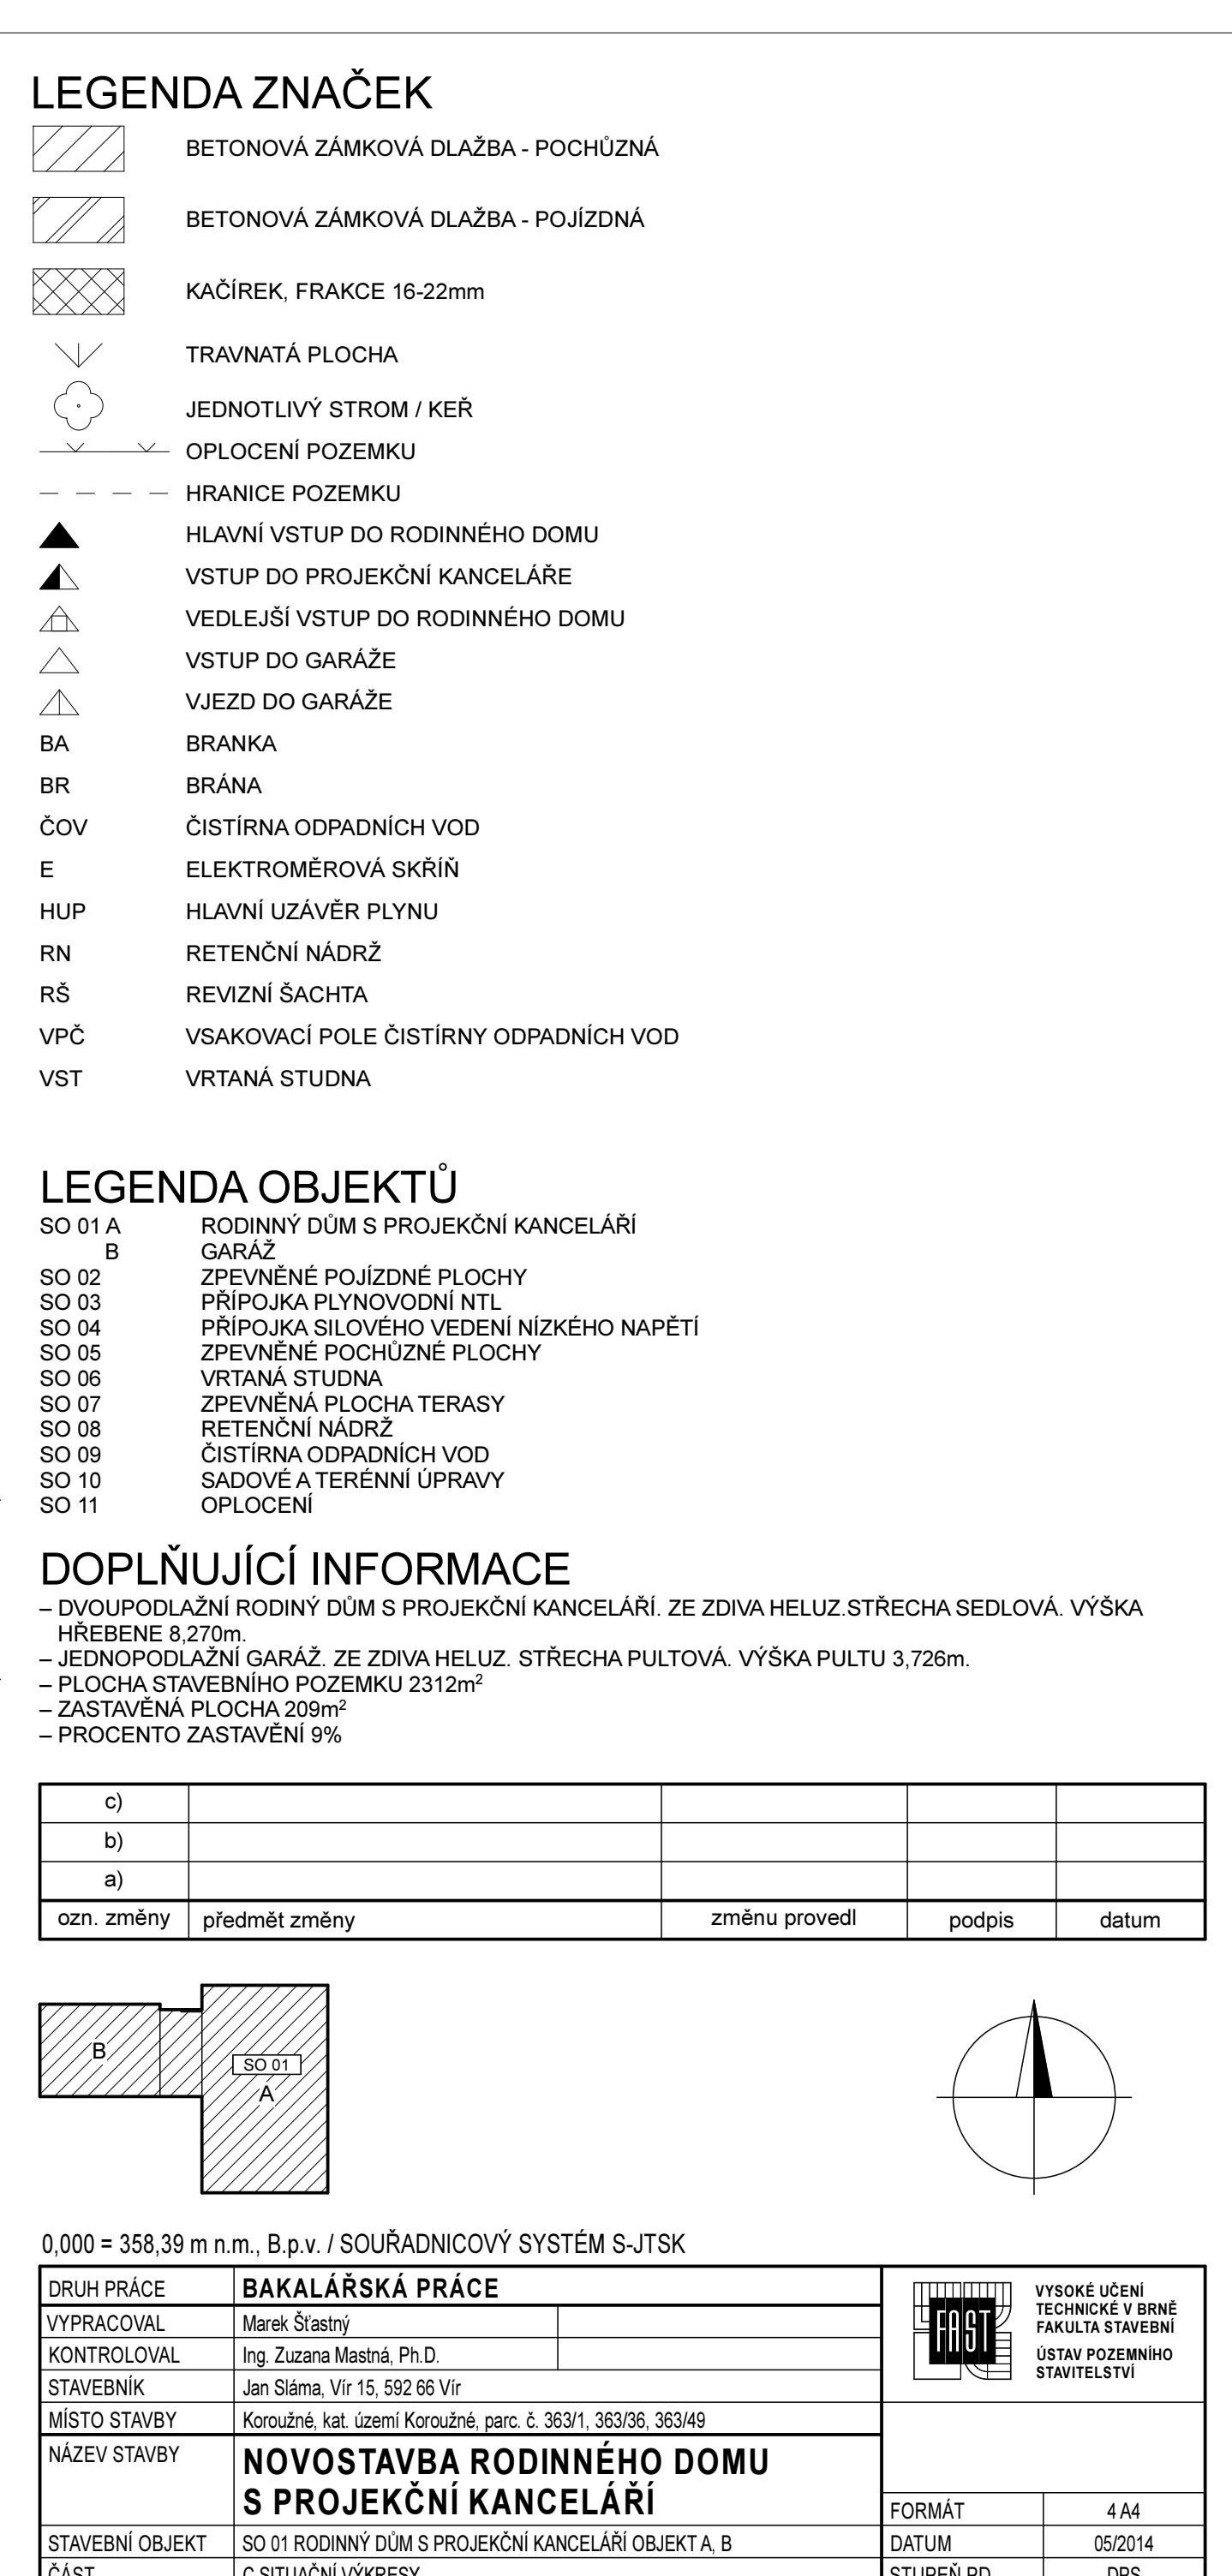 LEGENDA ZNAČEK
BETONOVÁ ZÁMKOVÁ DLAŽBA - POCHŮZNÁ
BETONOVÁ ZÁMKOVÁ DLAŽBA - POJÍZDNÁ
KAČÍREK, FRAKCE 16-22mm
TRAVNATÁ PLOCHA
JEDNOTLIVÝ STROM / KEŘ
OPLOCENÍ POZEMKU
HRANICE POZEMKU
HLAVNÍ VSTUP DO RODINNÉHO DOMU
VSTUP DO PROJEKČNÍ KANCELÁŘE
VEDLEJŠÍ VSTUP DO RODINNÉHO DOMU
VSTUP DO GARÁŽE
VJEZD DO GARÁŽE
BA BRANKA
BR BRÁNA
ČOV ČISTÍRNA ODPADNÍCH VOD
E ELEKTROMĚROVÁ SKŘÍŇ
HUP HLAVNÍ UZÁVĚR PLYNU
RN RETENČNÍ NÁDRŽ
RŠ REVIZNÍ ŠACHTA
VPČ VSAKOVACÍ POLE ČISTÍRNY ODPADNÍCH VOD
VST VRTANÁ STUDNA
LEGENDA OBJEKTŮ
SO 01 A RODINNÝ DŮM S PROJEKČNÍ KANCELÁŘÍ
B GARÁŽ
SO 02 ZPEVNĚNÉ POJÍZDNÉ PLOCHY
SO 03 PŘÍPOJKA PLYNOVODNÍ NTL
SO 04 PŘÍPOJKA SILOVÉHO VEDENÍ NÍZKÉHO NAPĚTÍ
SO 05 ZPEVNĚNÉ POCHŮZNÉ PLOCHY
SO 06 VRTANÁ STUDNA
SO 07 ZPEVNĚNÁ PLOCHA TERASY
SO 08 RETENČNÍ NÁDRŽ
SO 09 ČISTÍRNA ODPADNÍCH VOD
SO 10 SADOVÉ A TERÉNNÍ ÚPRAVY
SO 11 OPLOCENÍ
DOPLŇUJÍCÍ INFORMACE
– DVOUPODLAŽNÍ RODINÝ DŮM S PROJEKČNÍ KANCELÁŘÍ. ZE ZDIVA HELUZ.STŘECHA SEDLOVÁ. VÝŠKA
HŘEBENE 8,270m.
– JEDNOPODLAŽNÍ GARÁŽ. ZE ZDIVA HELUZ. STŘECHA PULTOVÁ. VÝŠKA PULTU 3,726m.
– PLOCHA STAVEBNÍHO POZEMKU 2312m²
– ZASTAVĚNÁ PLOCHA 209m²
– PROCENTO ZASTAVĚNÍ 9%
c)
b)
a)
ozn. změny předmět změny změnu provedl podpis datum
B
SO 01
A
0,000 = 358,39 m n.m., B.p.v. / SOUŘADNICOVÝ SYSTÉM S-JTSK
DRUH PRÁCE BAKALÁŘSKÁ PRÁCE
VYPRACOVAL Marek Šťastný
KONTROLOVAL Ing. Zuzana Mastná, Ph.D.
STAVEBNÍK Jan Sláma, Vír 15, 592 66 Vír
MÍSTO STAVBY Koroužné, kat. území Koroužné, parc. č. 363/1, 363/36, 363/49
NÁZEV STAVBY NOVOSTAVBA RODINNÉHO DOMU
S PROJEKČNÍ KANCELÁŘÍ
STAVEBNÍ OBJEKT SO 01 RODINNÝ DŮM S PROJEKČNÍ KANCELÁŘÍ OBJEKT A, B
ČÁST C SITUAČNÍ VÝKRESY
FAST
VYSOKÉ UČENÍ
TECHNICKÉ V BRNĚ
FAKULTA STAVEBNÍ
ÚSTAV POZEMNÍHO
STAVITELSTVÍ
FORMÁT 4 A4
DATUM 05/2014
STUPEŇ PD DPS